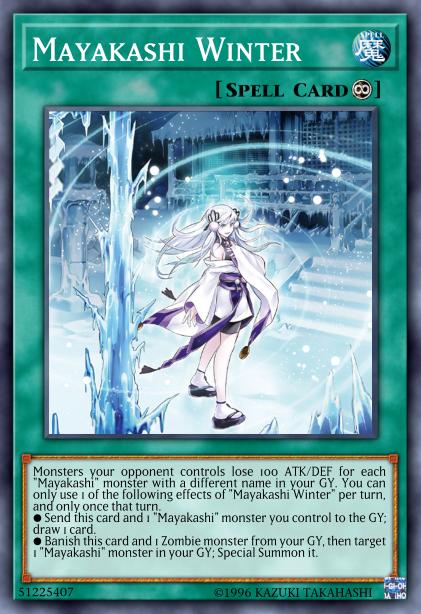 Mayakashi Winter
SPELL
魔
[Spell Card]
Monsters your opponent controls lose 100 ATK/DEF for each
"Mayakashi" monster with a different name in your GY. You can
only use 1 of the following effects of "Mayakashi Winter" per turn,
and only once that turn.
● Send this card and 1 "Mayakashi" monster you control to the GY;
draw 1 card.
● Banish this card and 1 Zombie monster from your GY, then target
1 "Mayakashi" monster in your GY; Special Summon it.
51225407
©1996 KAZUKI TAKAHASHI